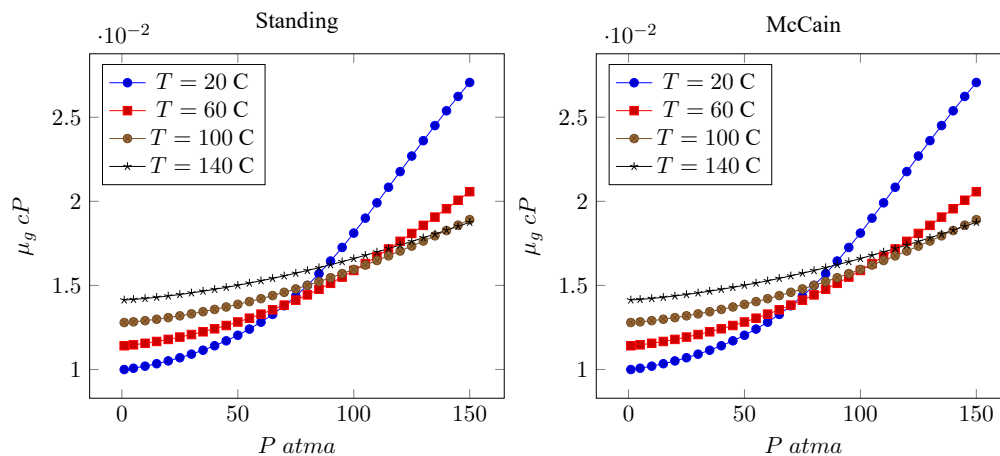 Standing
·10⁻²
T = 20 C
T = 60 C
T = 100 C
T = 140 C
2.5
2
1.5
1
μg cP
0
50
100
150
P atma
McCain
·10⁻²
T = 20 C
T = 60 C
T = 100 C
T = 140 C
2.5
2
1.5
1
μg cP
0
50
100
150
P atma